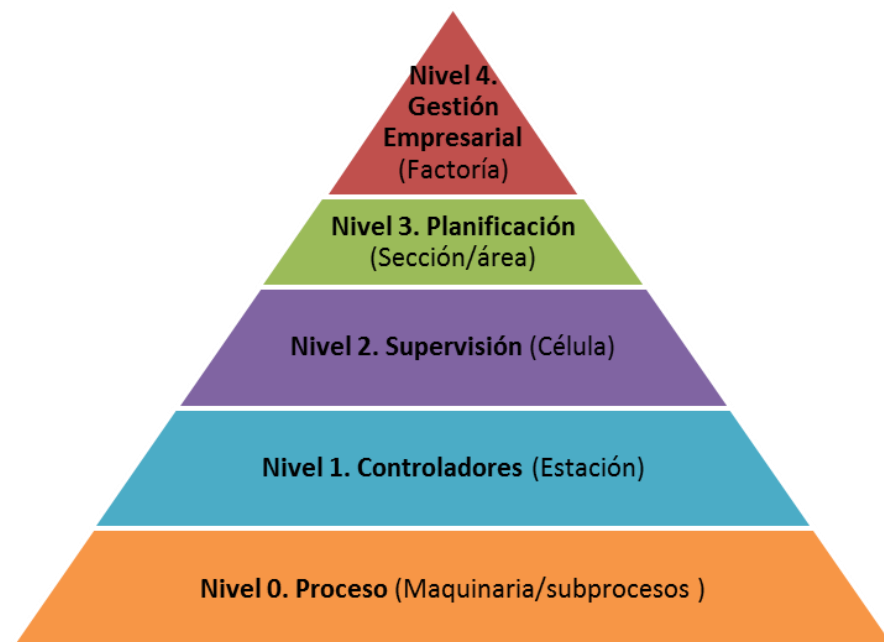 Nivel 4.
Gestión
Empresarial
(Factoría)
Nivel 3. Planificación
(Sección/área)
Nivel 2. Supervisión (Célula)
Nivel 1. Controladores (Estación)
Nivel 0. Proceso (Maquinaria/subprocesos )